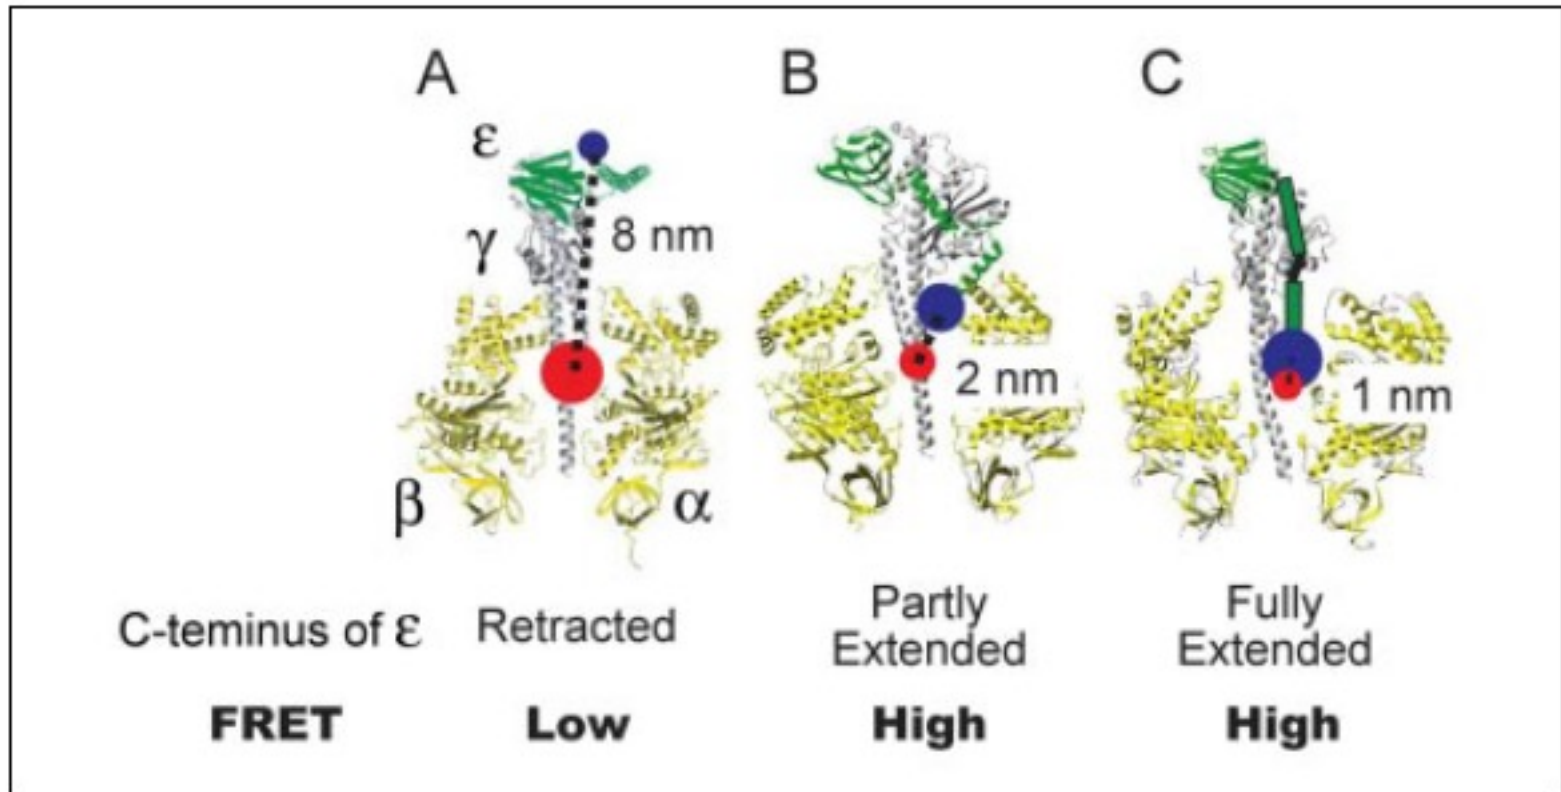 A B C
ε
γ
8 nm
2 nm
1 nm
β α
C-teminus of ε Retracted Partly Extended Fully Extended
FRET Low High High